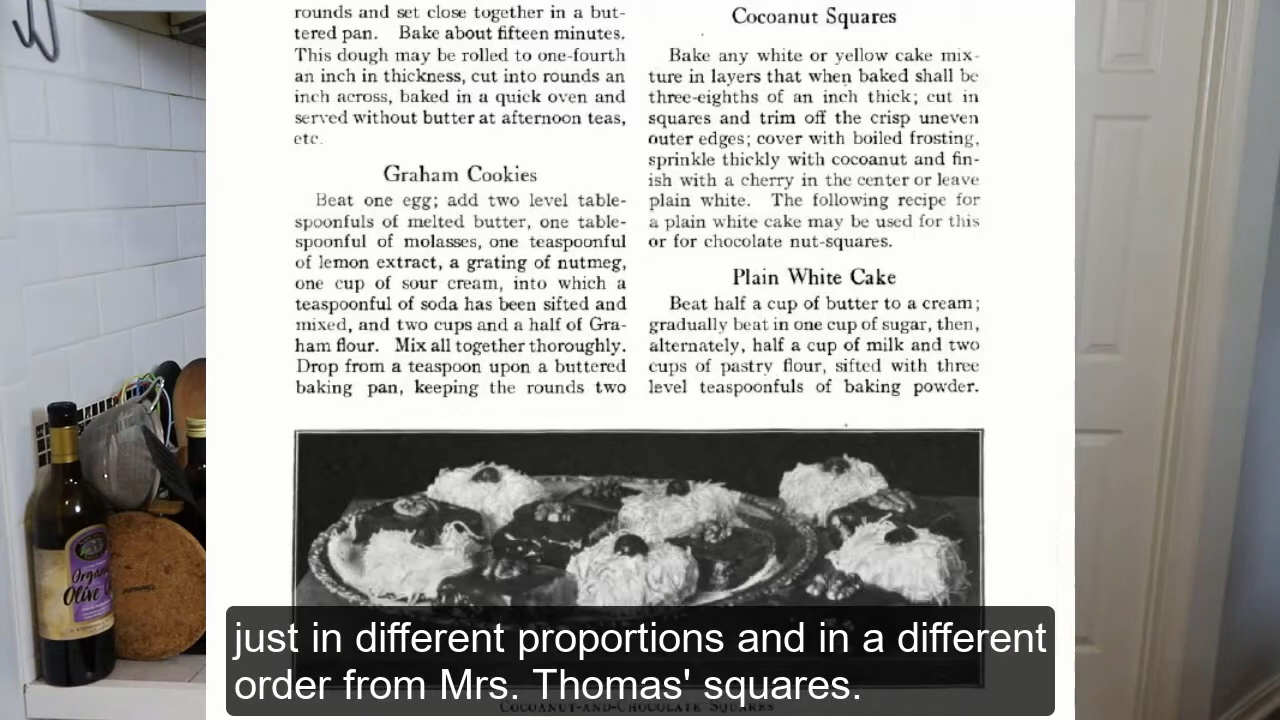 rounds and set close together in a but-
tered pan. Bake about fifteen minutes.
This dough may be rolled to one-fourth
an inch in thickness, cut into rounds an
inch across, baked in a quick oven and
served without butter at afternoon teas,
etc.
Graham Cookies
Beat one egg; add two level table-
spoonfuls of melted butter, one table-
spoonful of molasses, one teaspoonful
of lemon extract, a grating of nutmeg,
one cup of sour cream, into which a
teaspoonful of soda has been sifted and
mixed, and two cups and a half of Gra-
ham flour. Mix all together thoroughly.
Drop from a teaspoon upon a buttered
baking pan, keeping the rounds two
Cocoanut Squares
Bake any white or yellow cake mix-
ture in layers that when baked shall be
three-eighths of an inch thick; cut in
squares and trim off the crisp uneven
outer edges; cover with boiled frosting,
sprinkle thickly with cocoanut and fin-
ish with a cherry in the center or leave
plain white. The following recipe for
a plain white cake may be used for this
or for chocolate nut-squares.
Plain White Cake
Beat half a cup of butter to a cream;
gradually beat in one cup of sugar, then,
alternately, half a cup of milk and two
cups of pastry flour, sifted with three
level teaspoonfuls of baking powder.
Organic
Olive
just in different proportions and in a different
order from Mrs. Thomas' squares.
Cocoanut-and-Chocolate Squares